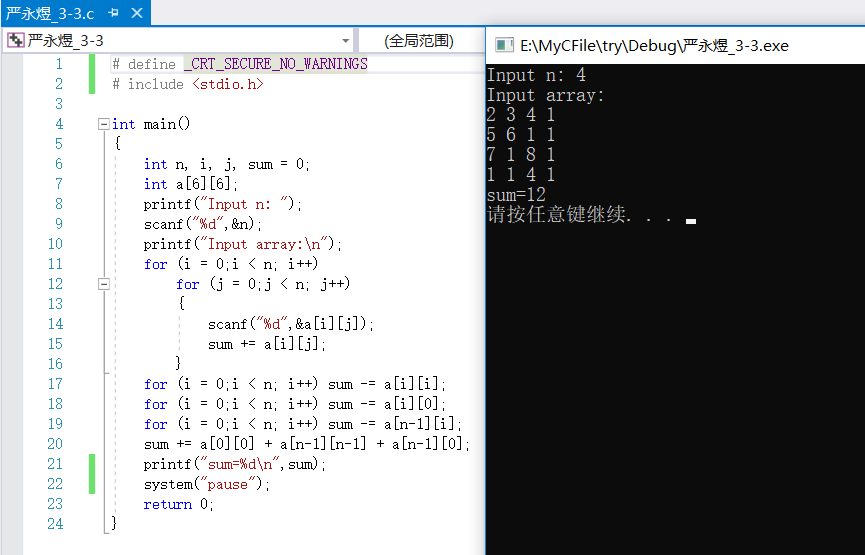 严永煜_3-3.c
严永煜_3-3
(全局范围)
1 # define _CRT_SECURE_NO_WARNINGS
2 # include <stdio.h>
3
4 int main()
5 {
6 int n, i, j, sum = 0;
7 int a[6][6];
8 printf("Input n: ");
9 scanf("%d",&n);
10 printf("Input array:\n");
11 for (i = 0;i < n; i++)
12 for (j = 0;j < n; j++)
13 {
14 scanf("%d",&a[i][j]);
15 sum += a[i][j];
16 }
17 for (i = 0;i < n; i++) sum -= a[i][i];
18 for (i = 0;i < n; i++) sum -= a[i][0];
19 for (i = 0;i < n; i++) sum -= a[n-1][i];
20 sum += a[0][0] + a[n-1][n-1] + a[n-1][0];
21 printf("sum=%d\n",sum);
22 system("pause");
23 return 0;
24 }
E:\MyCFile\try\Debug\严永煜_3-3.exe
Input n: 4
Input array:
2 3 4 1
5 6 1 1
7 1 8 1
1 1 4 1
sum=12
请按任意键继续. . .